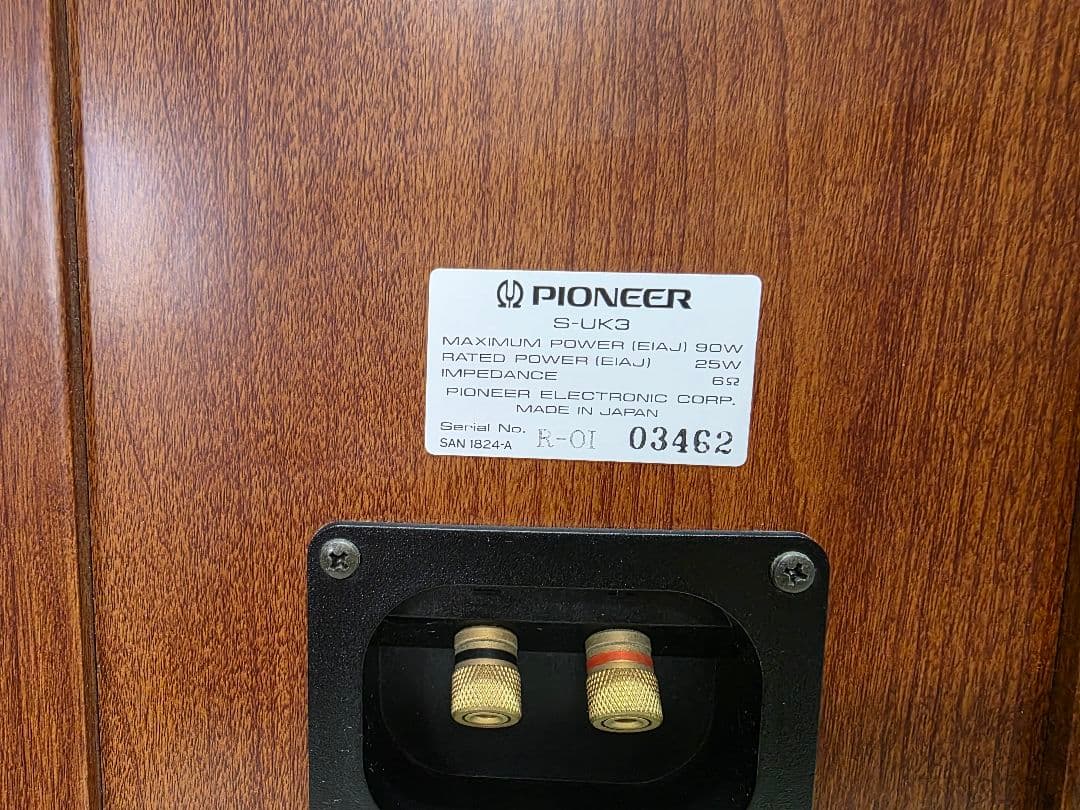 PIONEER
S-UK3
MAXIMUM POWER (EIAJ) 90W
RATED POWER (EIAJ) 25W
IMPEDANCE 6Ω
PIONEER ELECTRONIC CORP.
MADE IN JAPAN
Serial No. R-01 03462
SAN 1824-A